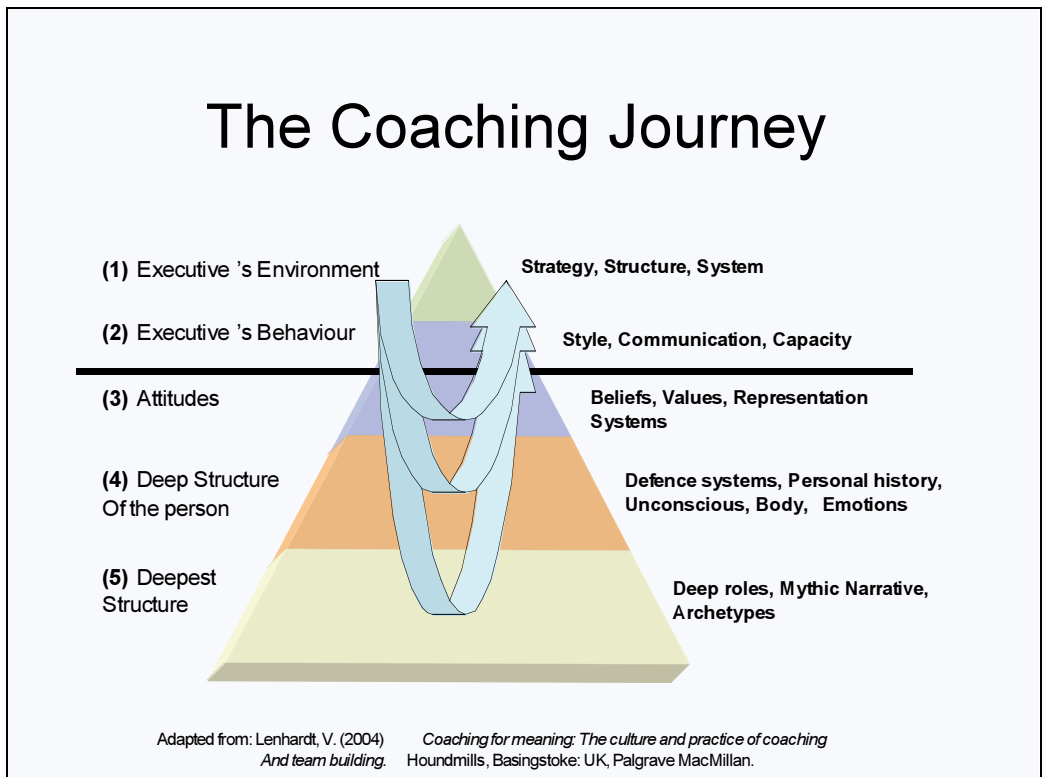 The Coaching Journey
(1) Executive 's Environment
Strategy, Structure, System
(2) Executive 's Behaviour
Style, Communication, Capacity
(3) Attitudes
Beliefs, Values, Representation
Systems
(4) Deep Structure
Of the person
Defence systems, Personal history,
Unconscious, Body, Emotions
(5) Deepest
Structure
Deep roles, Mythic Narrative,
Archetypes
Adapted from: Lenhardt, V. (2004) Coaching for meaning: The culture and practice of coaching
And team building. Houndmills, Basingstoke: UK, Palgrave MacMillan.